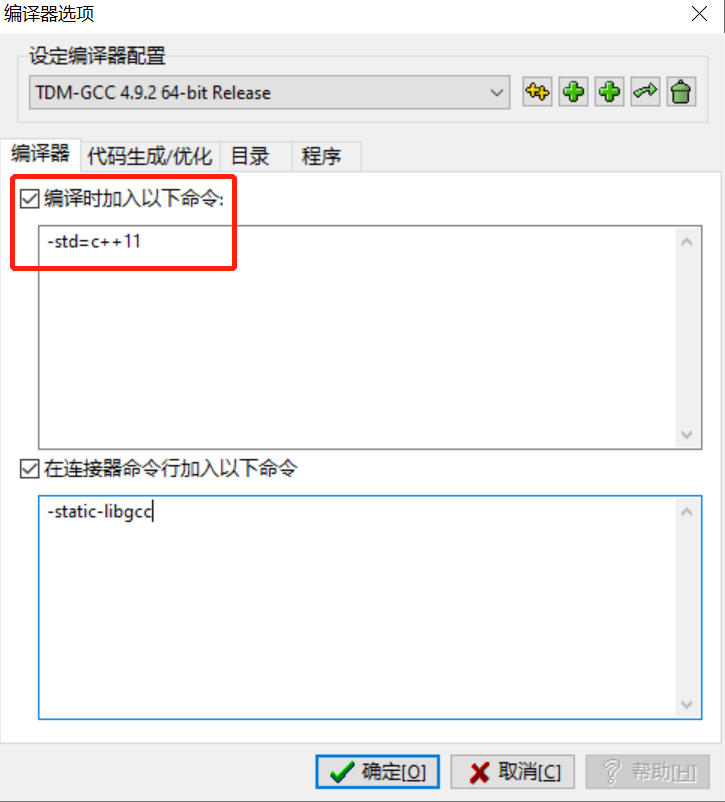 编译器选项
设定编译器配置
TDM-GCC 4.9.2 64-bit Release
编译器 代码生成/优化 目录 程序
编译时加入以下命令:
-std=c++11
在连接器命令行加入以下命令
-static-libgcc
确定[O] 取消[C] 帮助[H]